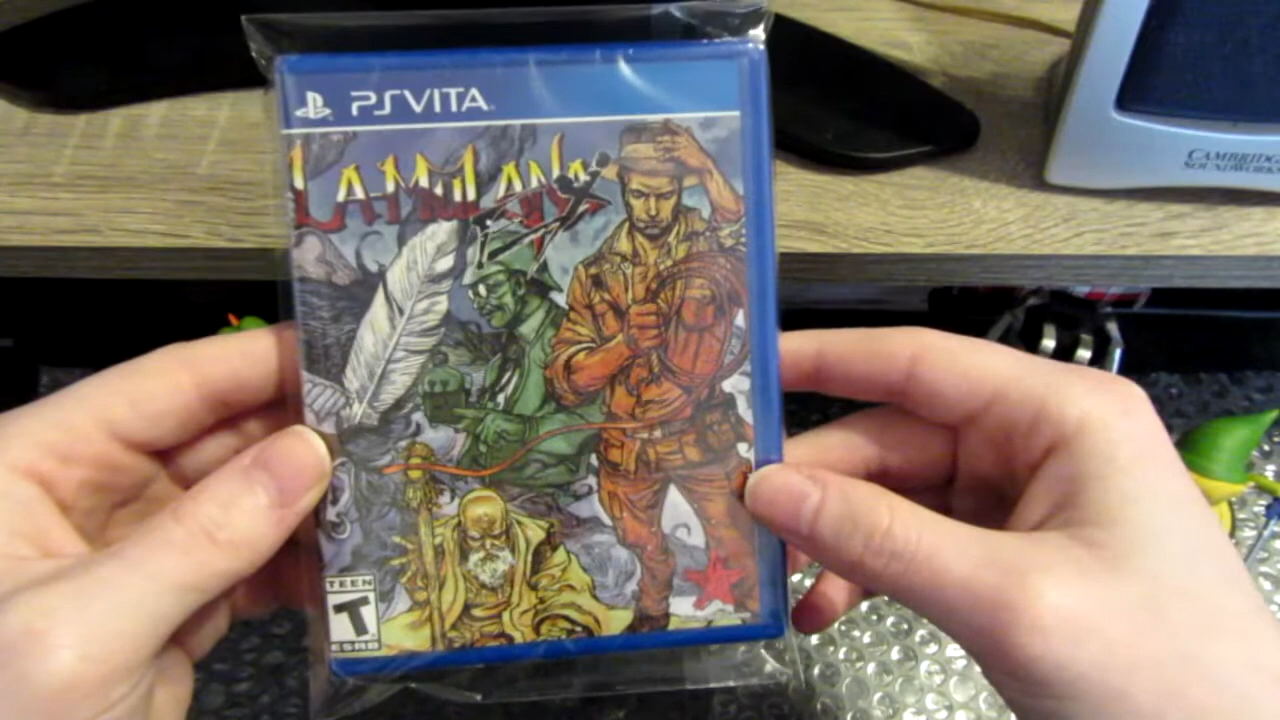 PSVITA
LA-MULANA
EX
TEEN
T
ESRB
CAMBRIDGE
SOUNDWORKS